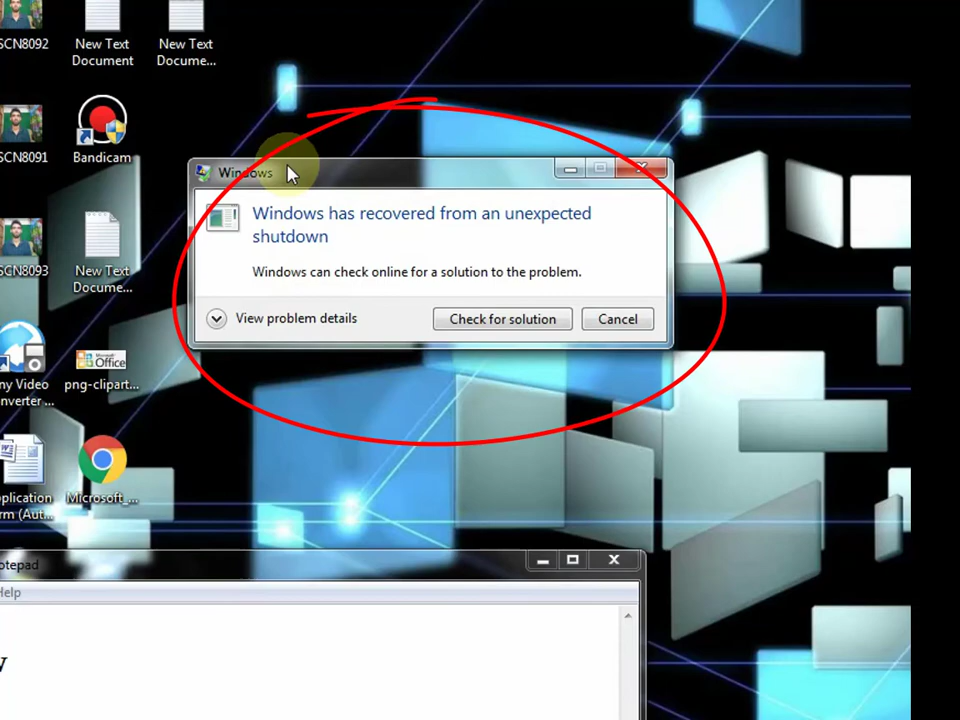 SCN8092
New Text
Document
New Text
Docume...
SCN8091
Bandicam
SCN8093
New Text
Docume...
Windows
Windows has recovered from an unexpected
shutdown
Windows can check online for a solution to the problem.
View problem details
Check for solution
Cancel
ny Video
nverter ...
Microsoft
Office
png-clipart...
plication
rm (Aut...
Microsoft_...
otepad
Help